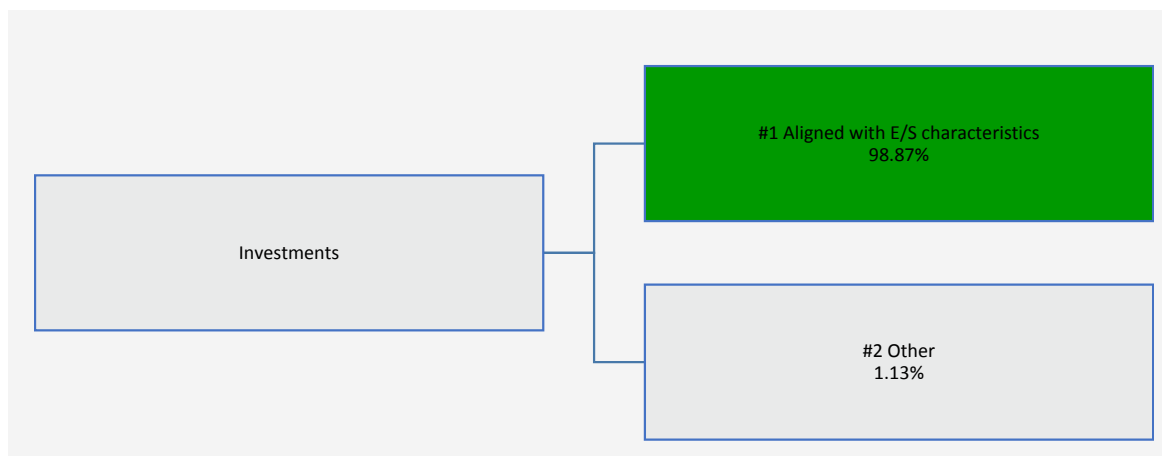 Investments
#1 Aligned with E/S characteristics
98.87%
#2 Other
1.13%